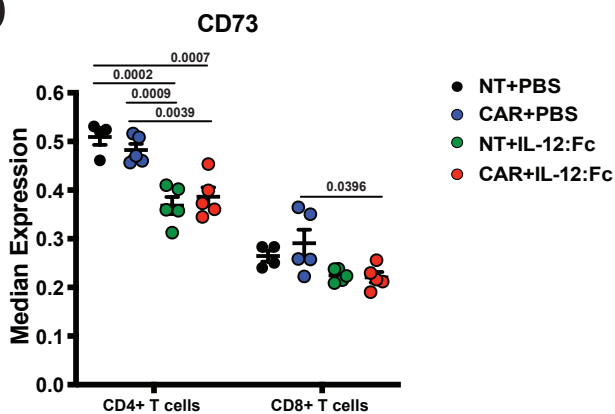 CD73
0.0007
0.0002
0.0009
0.0039
0.0396
Median Expression
0.6
0.5
0.4
0.3
0.2
0.1
0.0
CD4+ T cells
CD8+ T cells
NT+PBS
CAR+PBS
NT+IL-12:Fc
CAR+IL-12:Fc